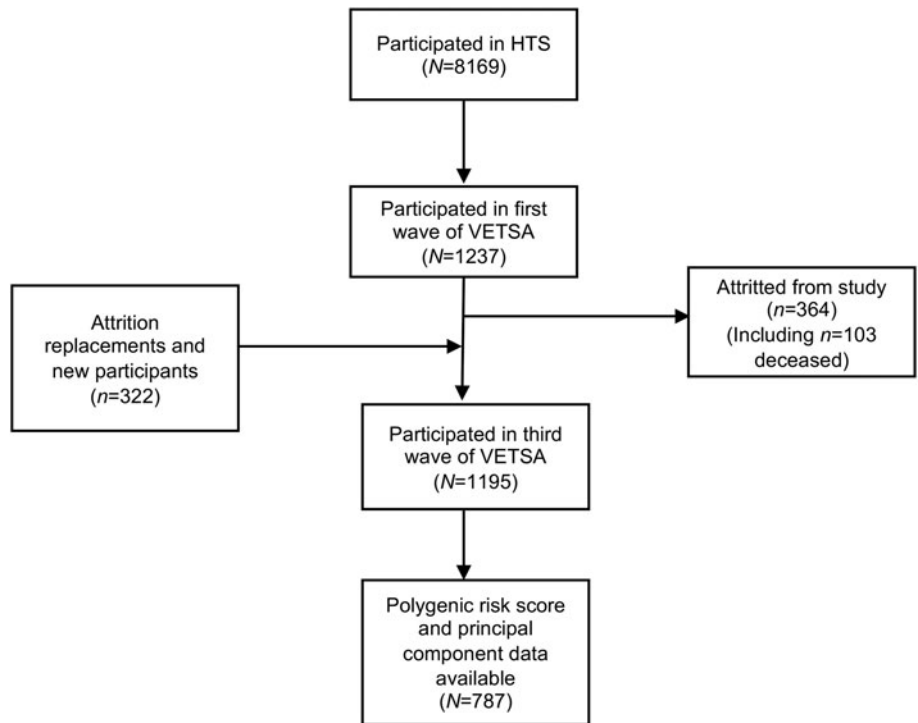 Participated in HTS
(N=8169)
Participated in first
wave of VETSA
(N=1237)
Attrition
replacements and
new participants
(n=322)
Attritted from study
(n=364)
(Including n=103
deceased)
Participated in third
wave of VETSA
(N=1195)
Polygenic risk score
and principal
component data
available
(N=787)